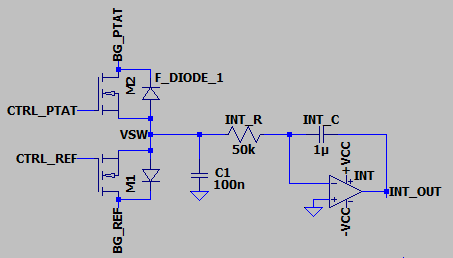 BG_PTAT
M2
F_DIODE_1
CTRL_PTAT
VSW
INT_R
50k
INT_C
1µ
CTRL_REF
M1
BG_REF
C1
100n
+VCC
INT
INT_OUT
-VCC